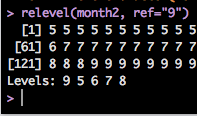 > relevel(month2, ref="9")
[1] 5 5 5 5 5 5 5 5 5 5 5 5
[61] 6 7 7 7 7 7 7 7 7 7 7 7
[121] 8 8 8 9 9 9 9 9 9 9 9 9
Levels: 9 5 6 7 8
>